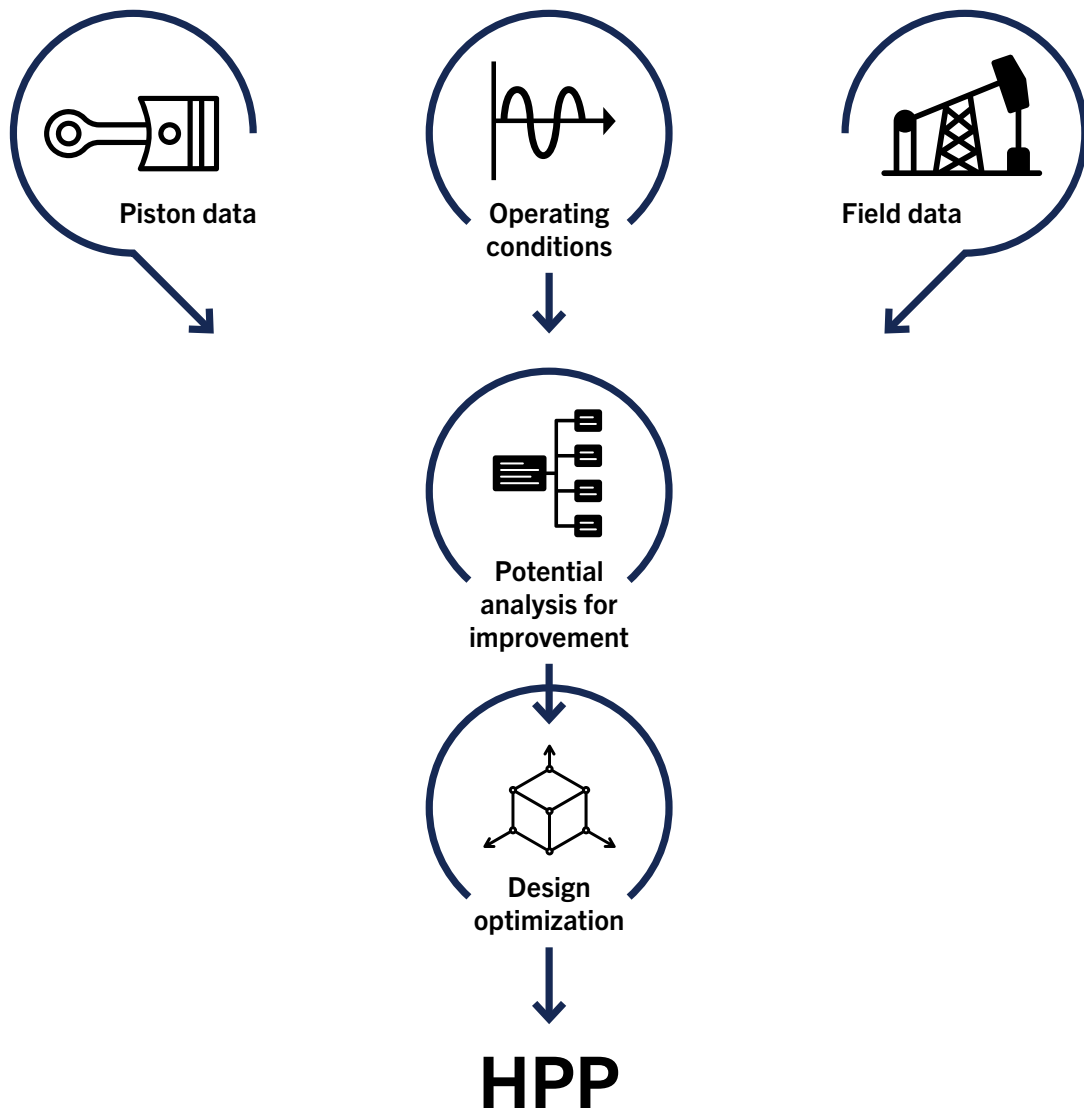 Piston data
Operating
conditions
Field data
Potential
analysis for
improvement
Design
optimization
HPP